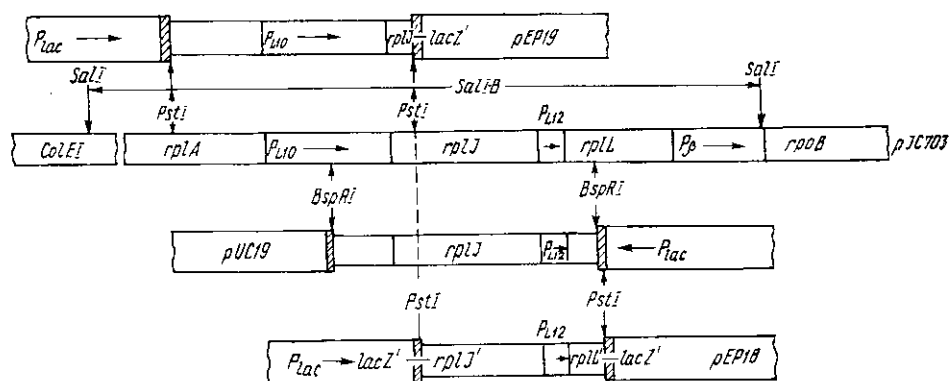 P_lac → P_L10 → rplJ' lacZ' pEP19
SalI SalI-B SalI
PstI PstI P_L12
ColEI rplA P_L10 → rplJ → rplL P_β → rpoB pJC703
BspRI BspRI
pUC19 rplJ P_L12 ← P_lac
PstI PstI
P_L12
P_lac → lacZ' rplJ' → rplL' lacZ' pEP18